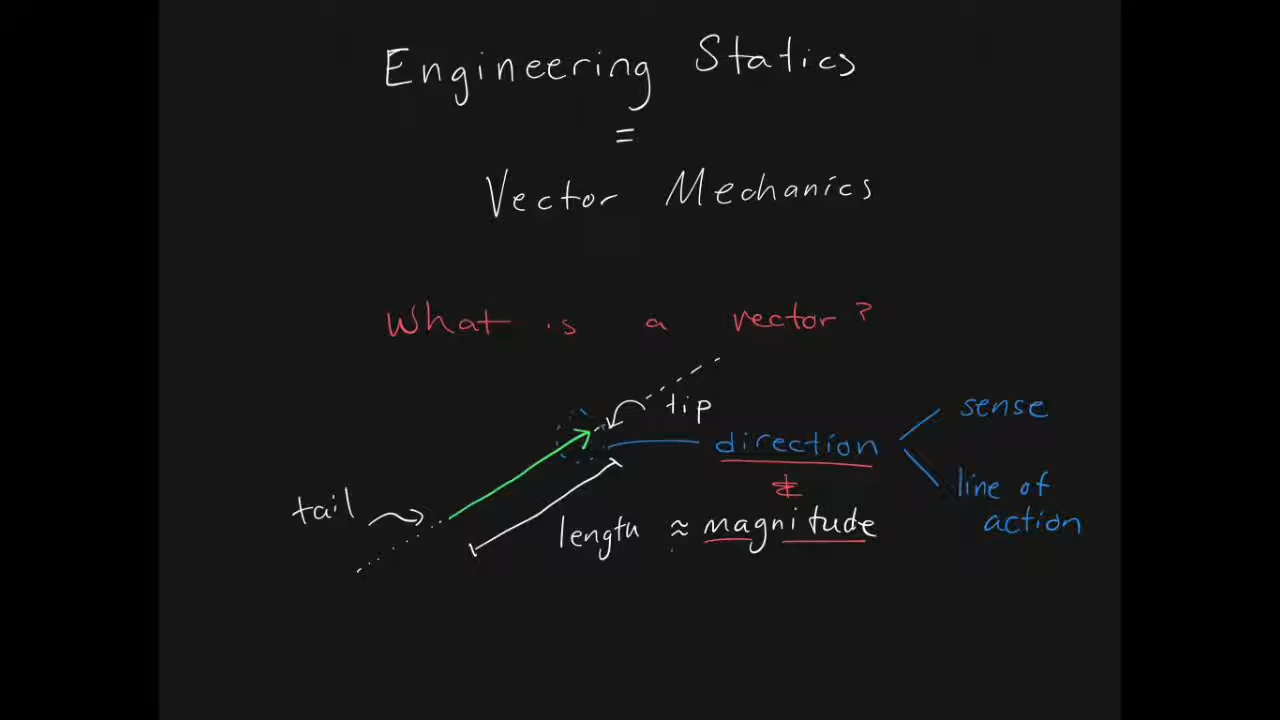 Engineering Statics
=
Vector Mechanics
What is a vector?
tip
sense
direction
line of
action
tail
length ≈ magnitude